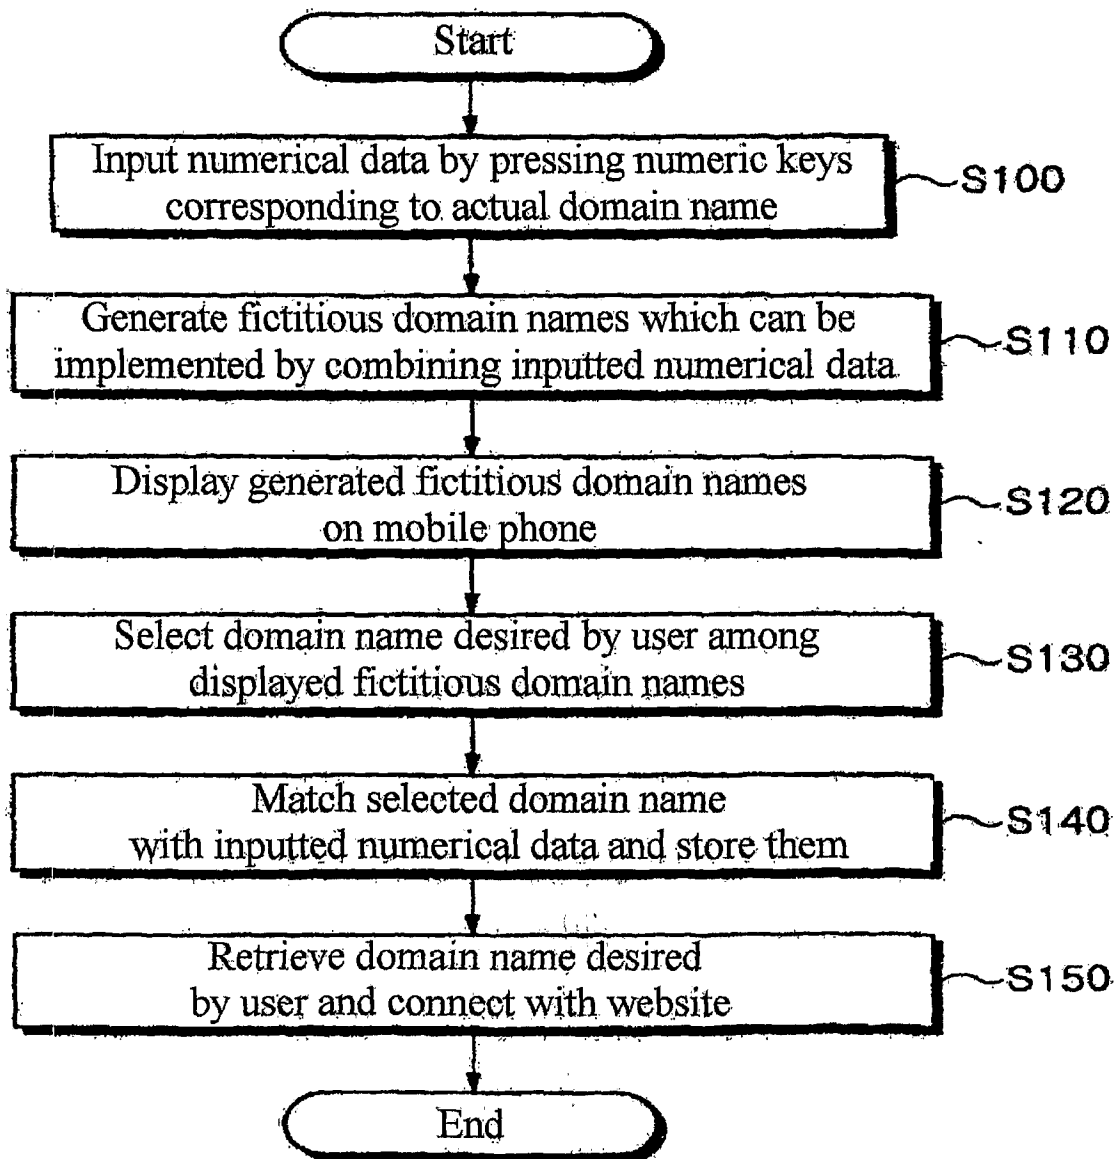 Start
Input numerical data by pressing numeric keys
corresponding to actual domain name
S100
Generate fictitious domain names which can be
implemented by combining inputted numerical data
S110
Display generated fictitious domain names
on mobile phone
S120
Select domain name desired by user among
displayed fictitious domain names
S130
Match selected domain name
with inputted numerical data and store them
S140
Retrieve domain name desired
by user and connect with website
S150
End